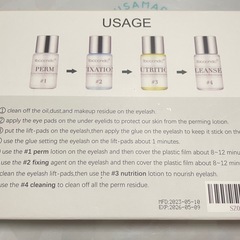 USAGE
PERM
#1
IXATION
#2
UTRITIO
#3
LEANSE
#4
① clean off the oil,dust,and makeup residue on the eyelash.
apply the eye pads on the under eyelids to protect our skin from the perming lotion.
put the lift-pads on the eyelash,then apply the glue on the eyelash to keep it stick on the
use the glue setting the eyelash on the lift-pads about 1 minutes.
use the #1 perm lotion on the eyelash and then cover the plastic film about 8–12 minu
use the #2 fixing agent on the eyelash and then cover the plastic film about 8–12 min
clean the eyelash lift-pads,then use #3 nutrition lotion to nourish eyelash.
use the #4 cleaning to clean off all the perm residue.
MFD:2023-05-10
EXP:2026-05-09